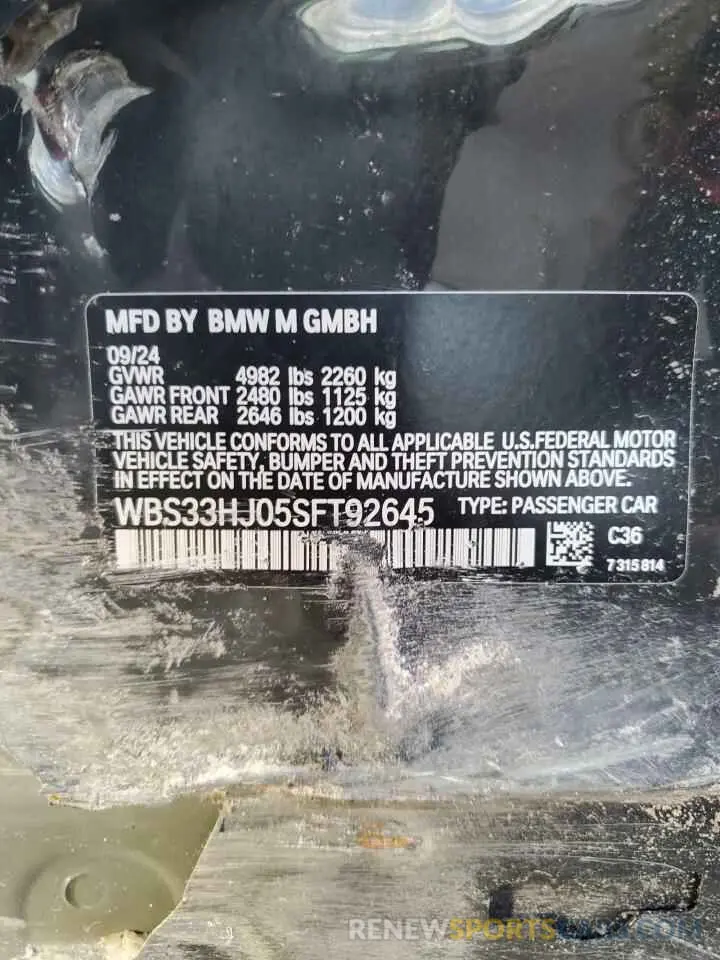 MFD BY BMW M GMBH
09/24
GVWR 4982 lbs 2260 kg
GAWR FRONT 2480 lbs 1125 kg
GAWR REAR 2646 lbs 1200 kg
THIS VEHICLE CONFORMS TO ALL APPLICABLE U.S.FEDERAL MOTOR
VEHICLE SAFETY, BUMPER AND THEFT PREVENTION STANDARDS
IN EFFECT ON THE DATE OF MANUFACTURE SHOWN ABOVE.
WBS33HJ05SFT92645 TYPE: PASSENGER CAR
C36
7315814